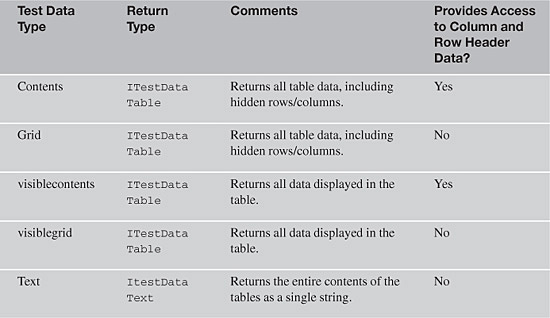 Test Data Type Return Type Comments Provides Access to Column and Row Header Data?
Contents ITestData Table Returns all table data, including hidden rows/columns. Yes
Grid ITestData Table Returns all table data, including hidden rows/columns. No
visiblecontents ITestData Table Returns all data displayed in the table. Yes
visiblegrid ITestData Table Returns all data displayed in the table. No
Text ItestData Text Returns the entire contents of the tables as a single string. No